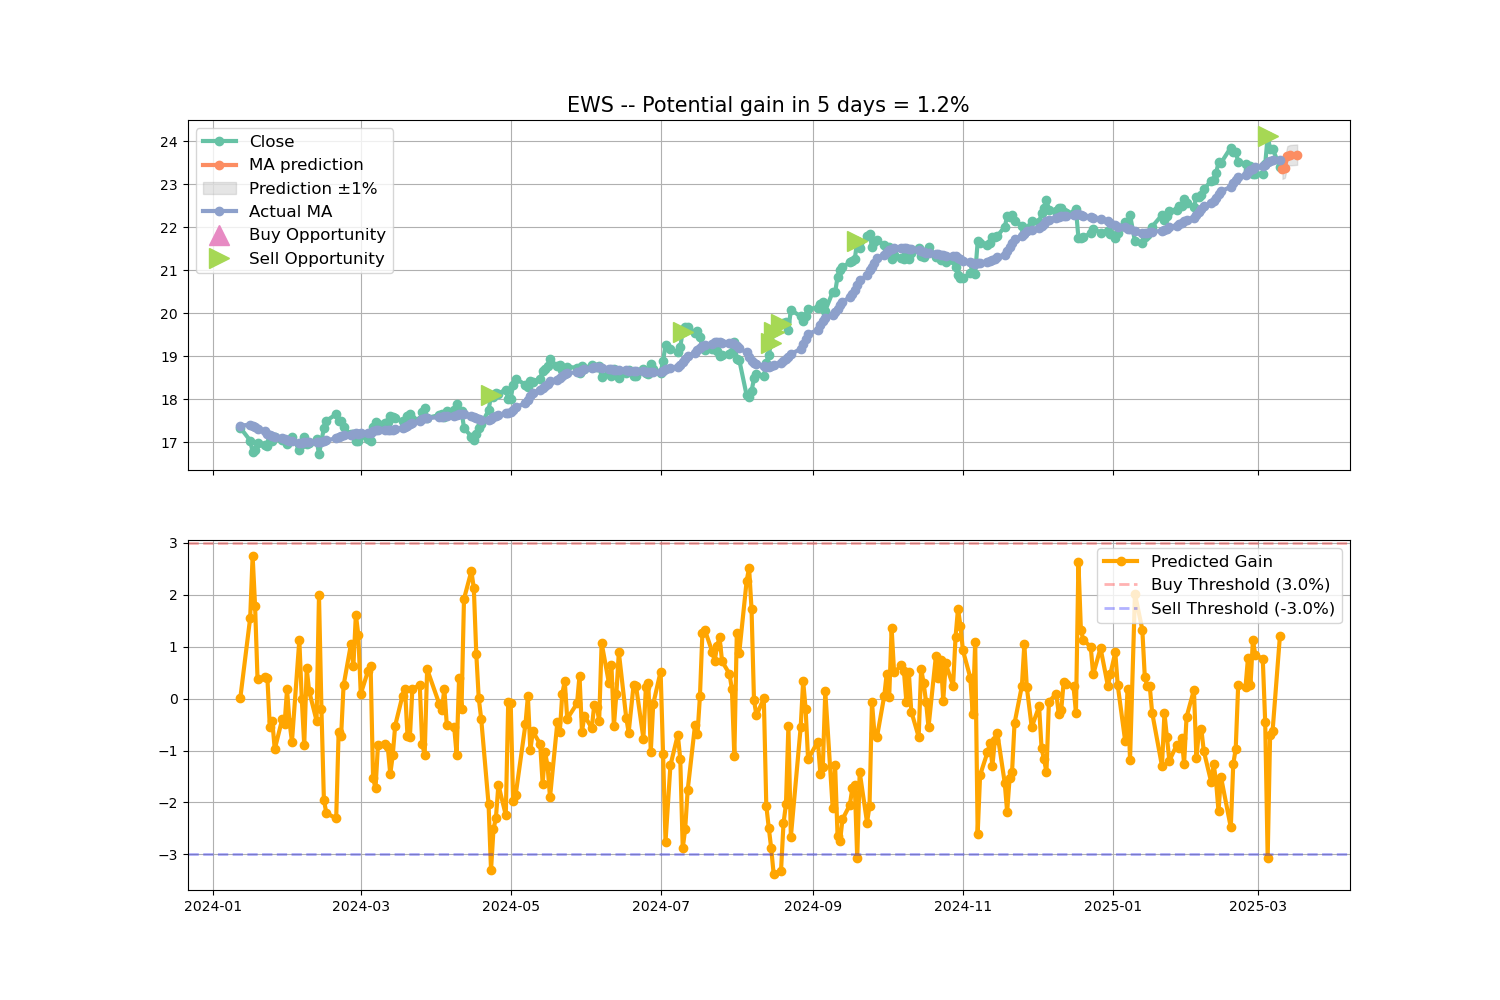 EWS -- Potential gain in 5 days = 1.2%
24
23
22
21
20
19
18
17
Close
MA prediction
Prediction ±1%
Actual MA
Buy Opportunity
Sell Opportunity
3
2
1
0
−1
−2
−3
Predicted Gain
Buy Threshold (3.0%)
Sell Threshold (-3.0%)
2024-01 2024-03 2024-05 2024-07 2024-09 2024-11 2025-01 2025-03